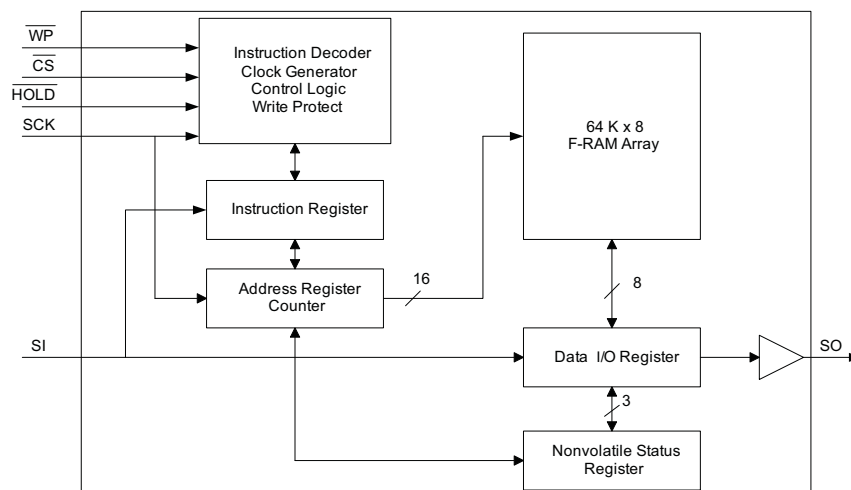 WP
CS
HOLD
SCK
Instruction Decoder
Clock Generator
Control Logic
Write Protect
64 K x 8
F-RAM Array
Instruction Register
Address Register
Counter
16
8
SI
Data I/O Register
SO
3
Nonvolatile Status
Register